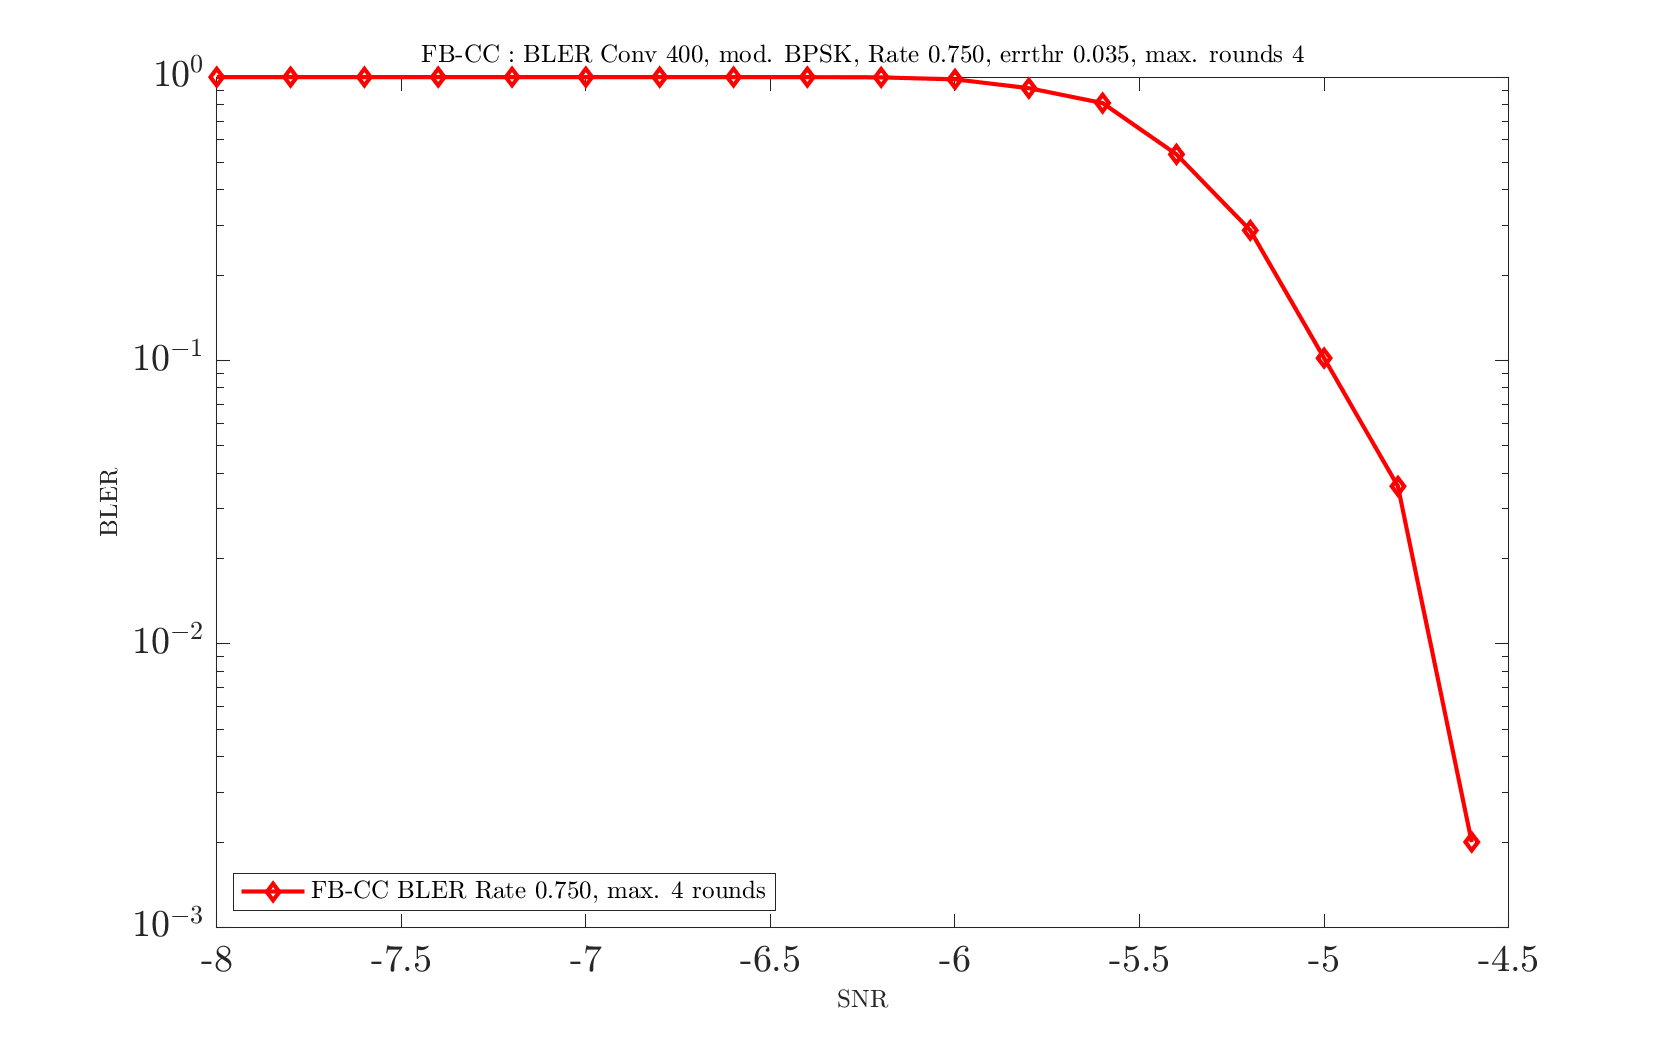 FB-CC : BLER Conv 400, mod. BPSK, Rate 0.750, errthr 0.035, max. rounds 4
10⁰
10⁻¹
10⁻²
10⁻³
BLER
FB-CC BLER Rate 0.750, max. 4 rounds
-8 -7.5 -7 -6.5 -6 -5.5 -5 -4.5
SNR